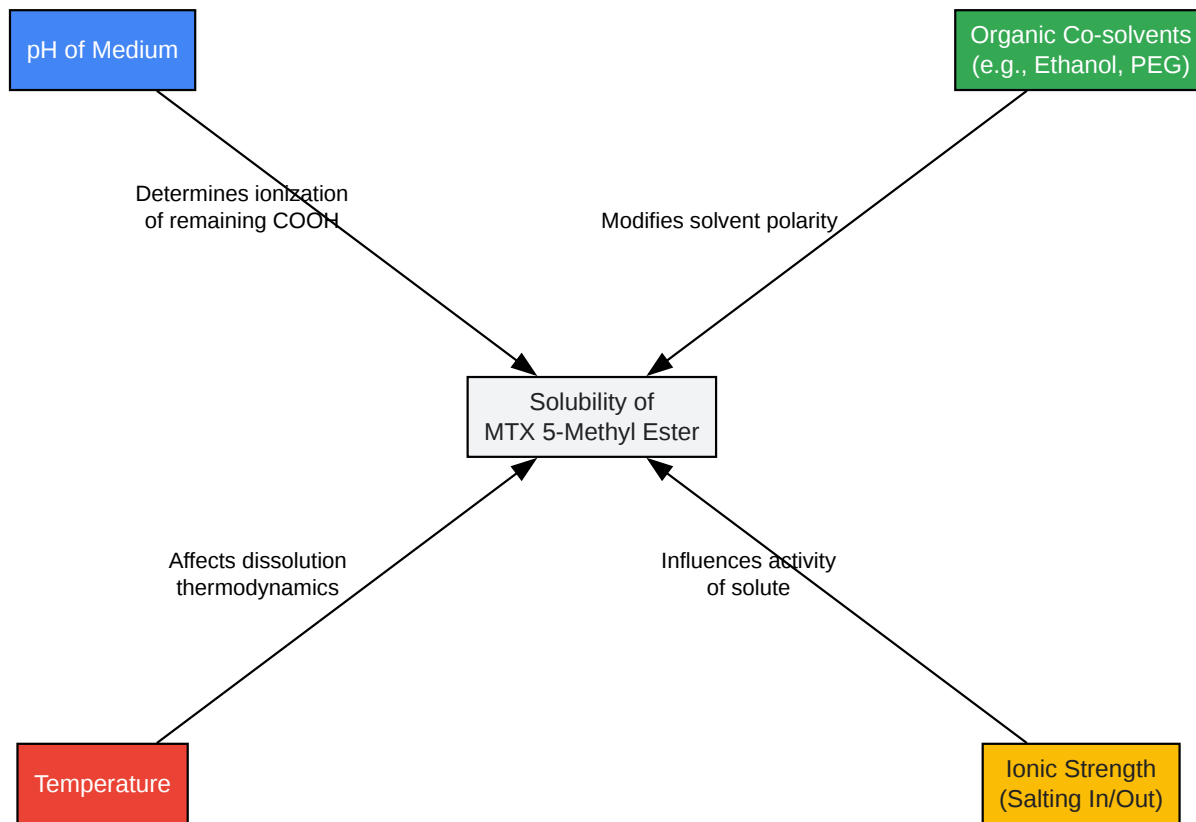 pH of Medium
Organic Co-solvents
(e.g., Ethanol, PEG)
Determines ionization
of remaining COOH
Modifies solvent polarity
Solubility of
MTX 5-Methyl Ester
Affects dissolution
thermodynamics
Influences activity
of solute
Temperature
Ionic Strength
(Salting In/Out)